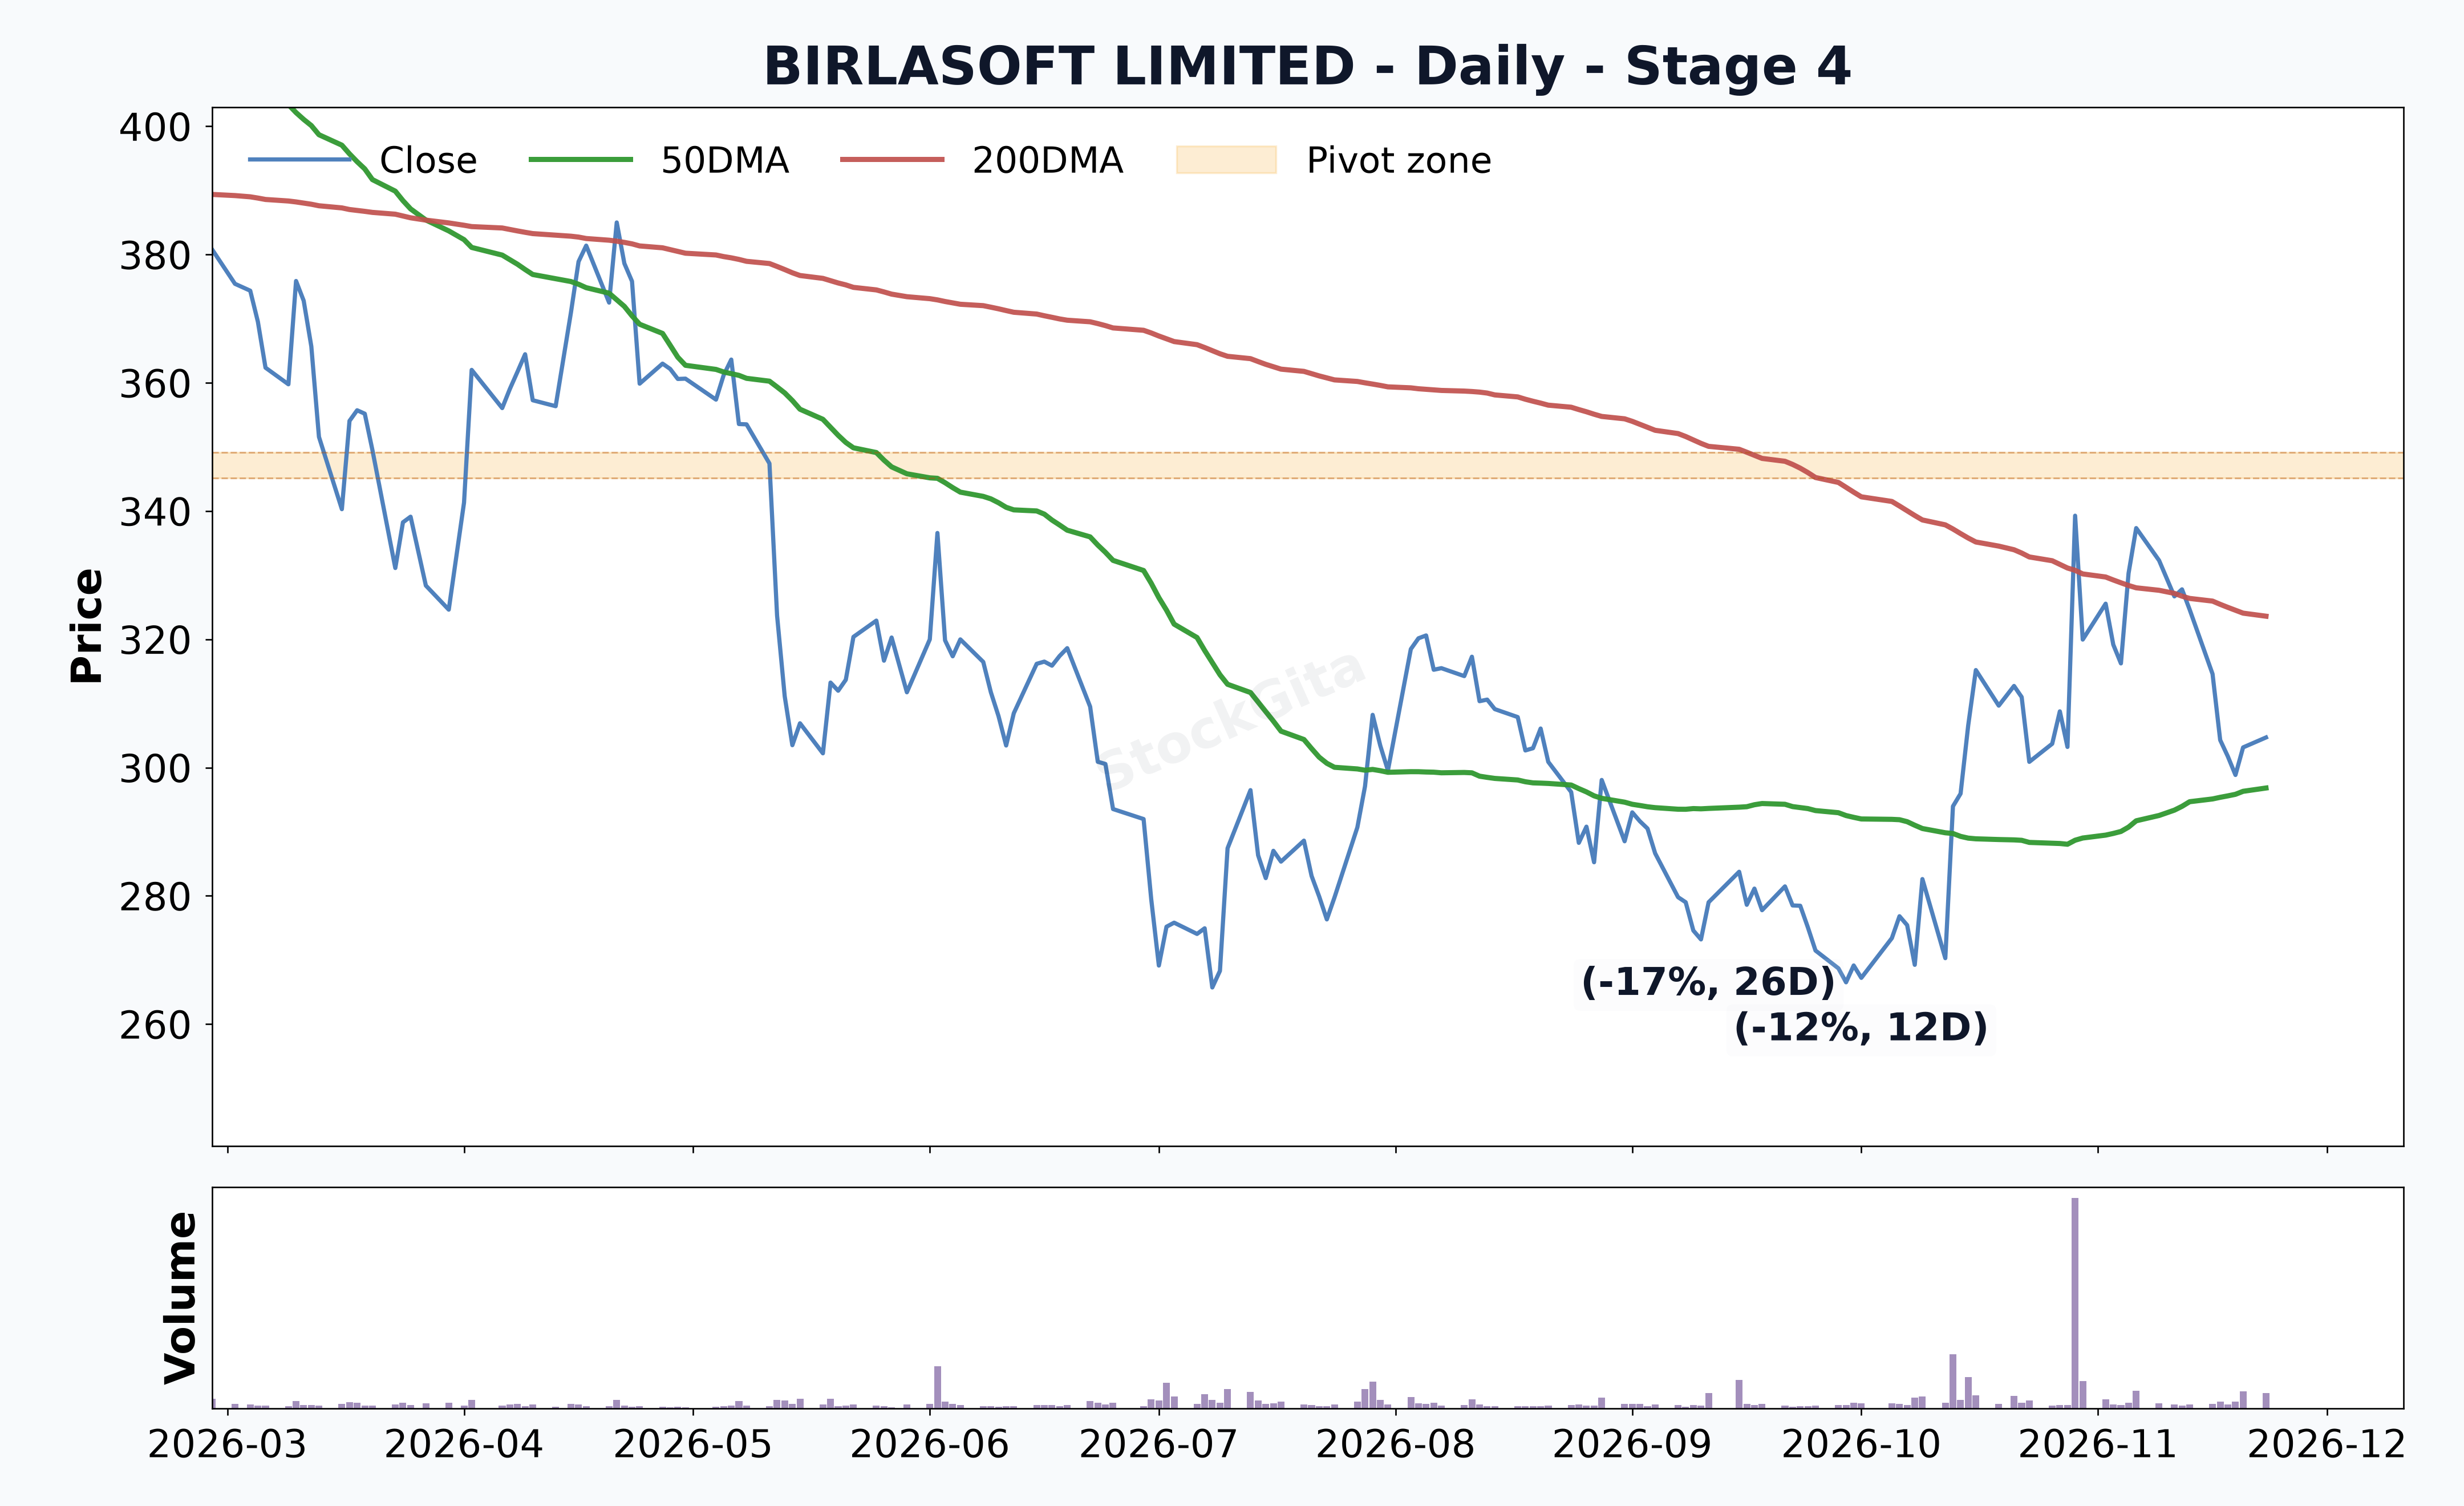 BIRLASOFT LIMITED - Daily - Stage 4
Close 50DMA 200DMA Pivot zone
400
380
360
340
320
300
280
260
Price
StockGita
(-17%, 26D)
(-12%, 12D)
Volume
2026-03 2026-04 2026-05 2026-06 2026-07 2026-08 2026-09 2026-10 2026-11 2026-12